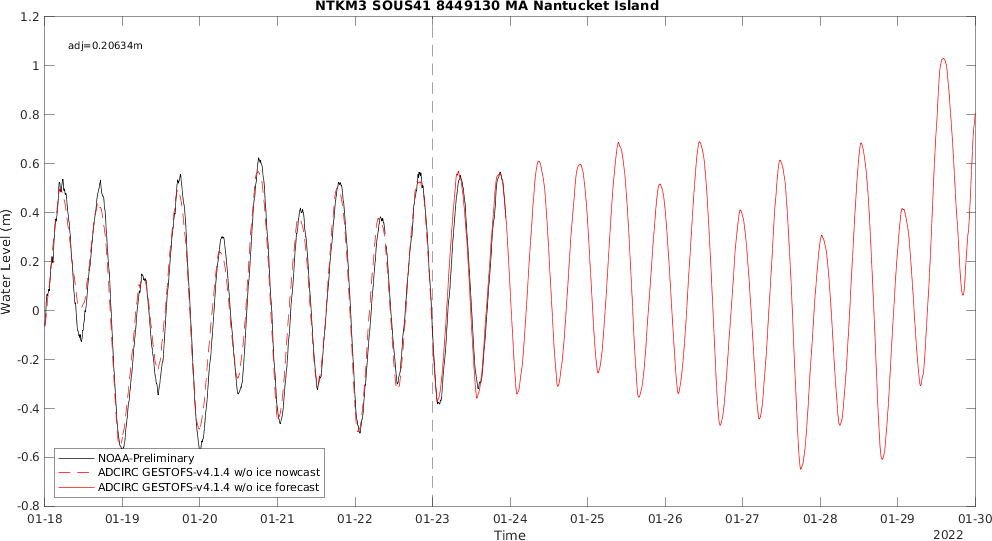 NTKM3 SOUS41 8449130 MA Nantucket Island
adj=0.20634m
Water Level (m)
1.2
1
0.8
0.6
0.4
0.2
0
-0.2
-0.4
-0.6
-0.8
NOAA-Preliminary
ADCIRC GESTOFS-v4.1.4 w/o ice nowcast
ADCIRC GESTOFS-v4.1.4 w/o ice forecast
01-18 01-19 01-20 01-21 01-22 01-23 01-24 01-25 01-26 01-27 01-28 01-29 01-30
Time
2022